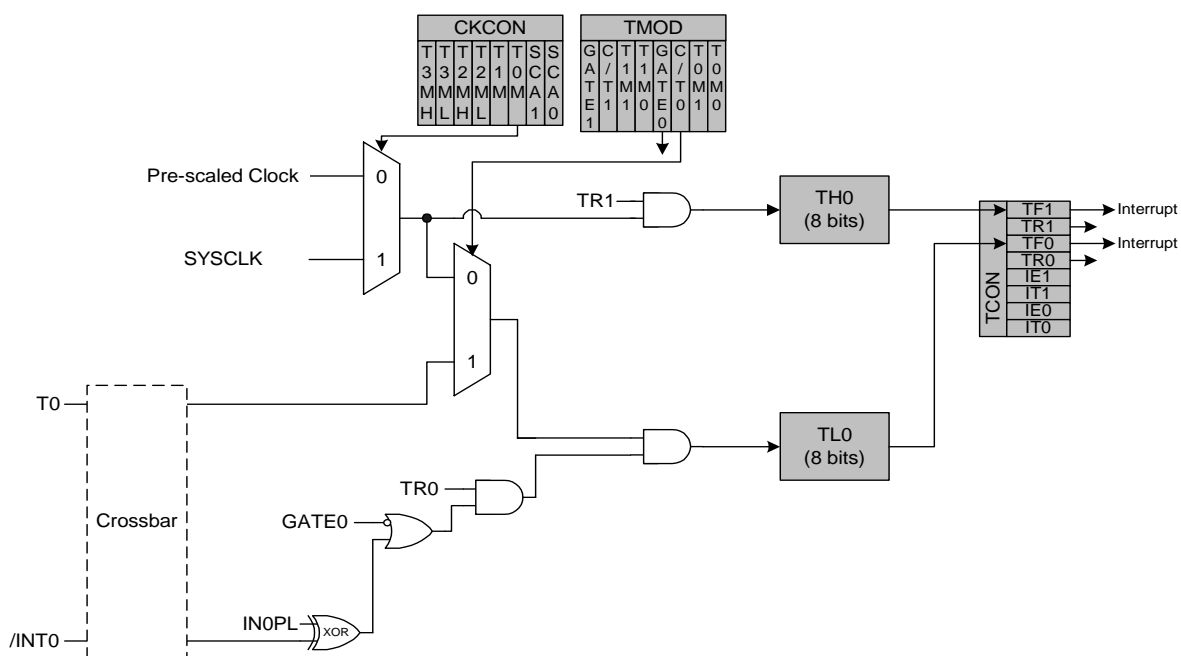 CKCON
T3MH T3ML T2MH T2ML T1M T0M SCA1 SCA0
TMOD
GATE1 C/T1 T1M1 T1M0 GATE0 C/T0 T0M1 T0M0
Pre-scaled Clock
0
SYSCLK
1
TR1
TH0
(8 bits)
TCON
TF1
TR1
TF0
TR0
IE1
IT1
IE0
IT0
Interrupt
Interrupt
0
1
T0
Crossbar
TL0
(8 bits)
TR0
GATE0
IN0PL
XOR
/INT0